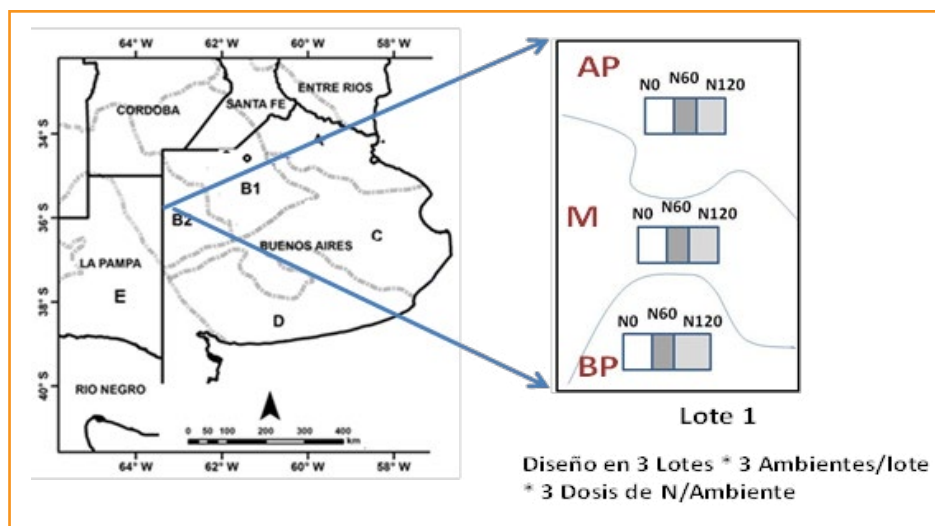 64° W 62° W 60° W 58° W
CORDOBA
SANTA FE
ENTRE RIOS
34° S
A
B1
36° S
B2
C
BUENOS AIRES
LA PAMPA
E
38° S
D
RIO NEGRO
40° S
0 50 100 200 300 400
km
64° W 62° W 60° W 58° W
AP
N0 N60 N120
M
N0 N60 N120
BP
N0 N60 N120
Lote 1
Diseño en 3 Lotes * 3 Ambientes/lote
* 3 Dosis de N/Ambiente